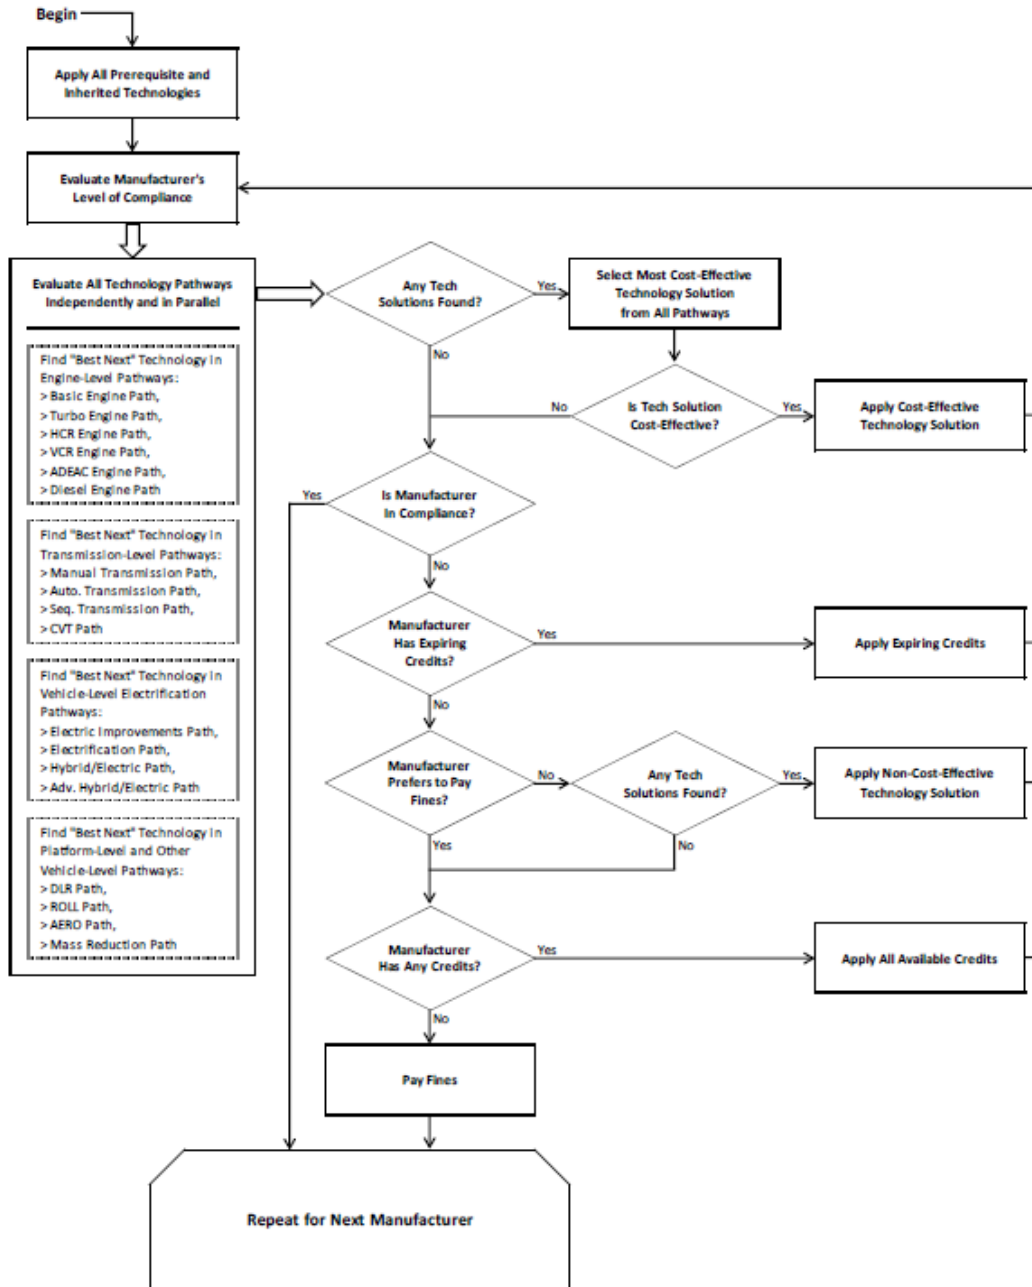 Begin
Apply All Prerequisite and
Inherited Technologies
Evaluate Manufacturer's
Level of Compliance
Evaluate All Technology Pathways
Independently and in Parallel
Find "Best Next" Technology in
Engine-Level Pathways:
> Basic Engine Path,
> Turbo Engine Path,
> HCR Engine Path,
> VCR Engine Path,
> ADEAC Engine Path,
> Diesel Engine Path
Find "Best Next" Technology in
Transmission-Level Pathways:
> Manual Transmission Path,
> Auto. Transmission Path,
> Seq. Transmission Path,
> CVT Path
Find "Best Next" Technology in
Vehicle-Level Electrification
Pathways:
> Electric Improvements Path,
> Electrification Path,
> Hybrid/Electric Path,
> Adv. Hybrid/Electric Path
Find "Best Next" Technology in
Platform-Level and Other
Vehicle-Level Pathways:
> DLR Path,
> ROLL Path,
> AERO Path,
> Mass Reduction Path
Any Tech
Solutions Found?
Yes
No
Select Most Cost-Effective
Technology Solution
from All Pathways
Is Tech Solution
Cost-Effective?
No
Yes
Apply Cost-Effective
Technology Solution
Is Manufacturer
In Compliance?
Yes
No
Manufacturer
Has Expiring
Credits?
Yes
No
Apply Expiring Credits
Manufacturer
Prefers to Pay
Fines?
No
Yes
Any Tech
Solutions Found?
Yes
No
Apply Non-Cost-Effective
Technology Solution
Manufacturer
Has Any Credits?
Yes
No
Apply All Available Credits
Pay Fines
Repeat for Next Manufacturer